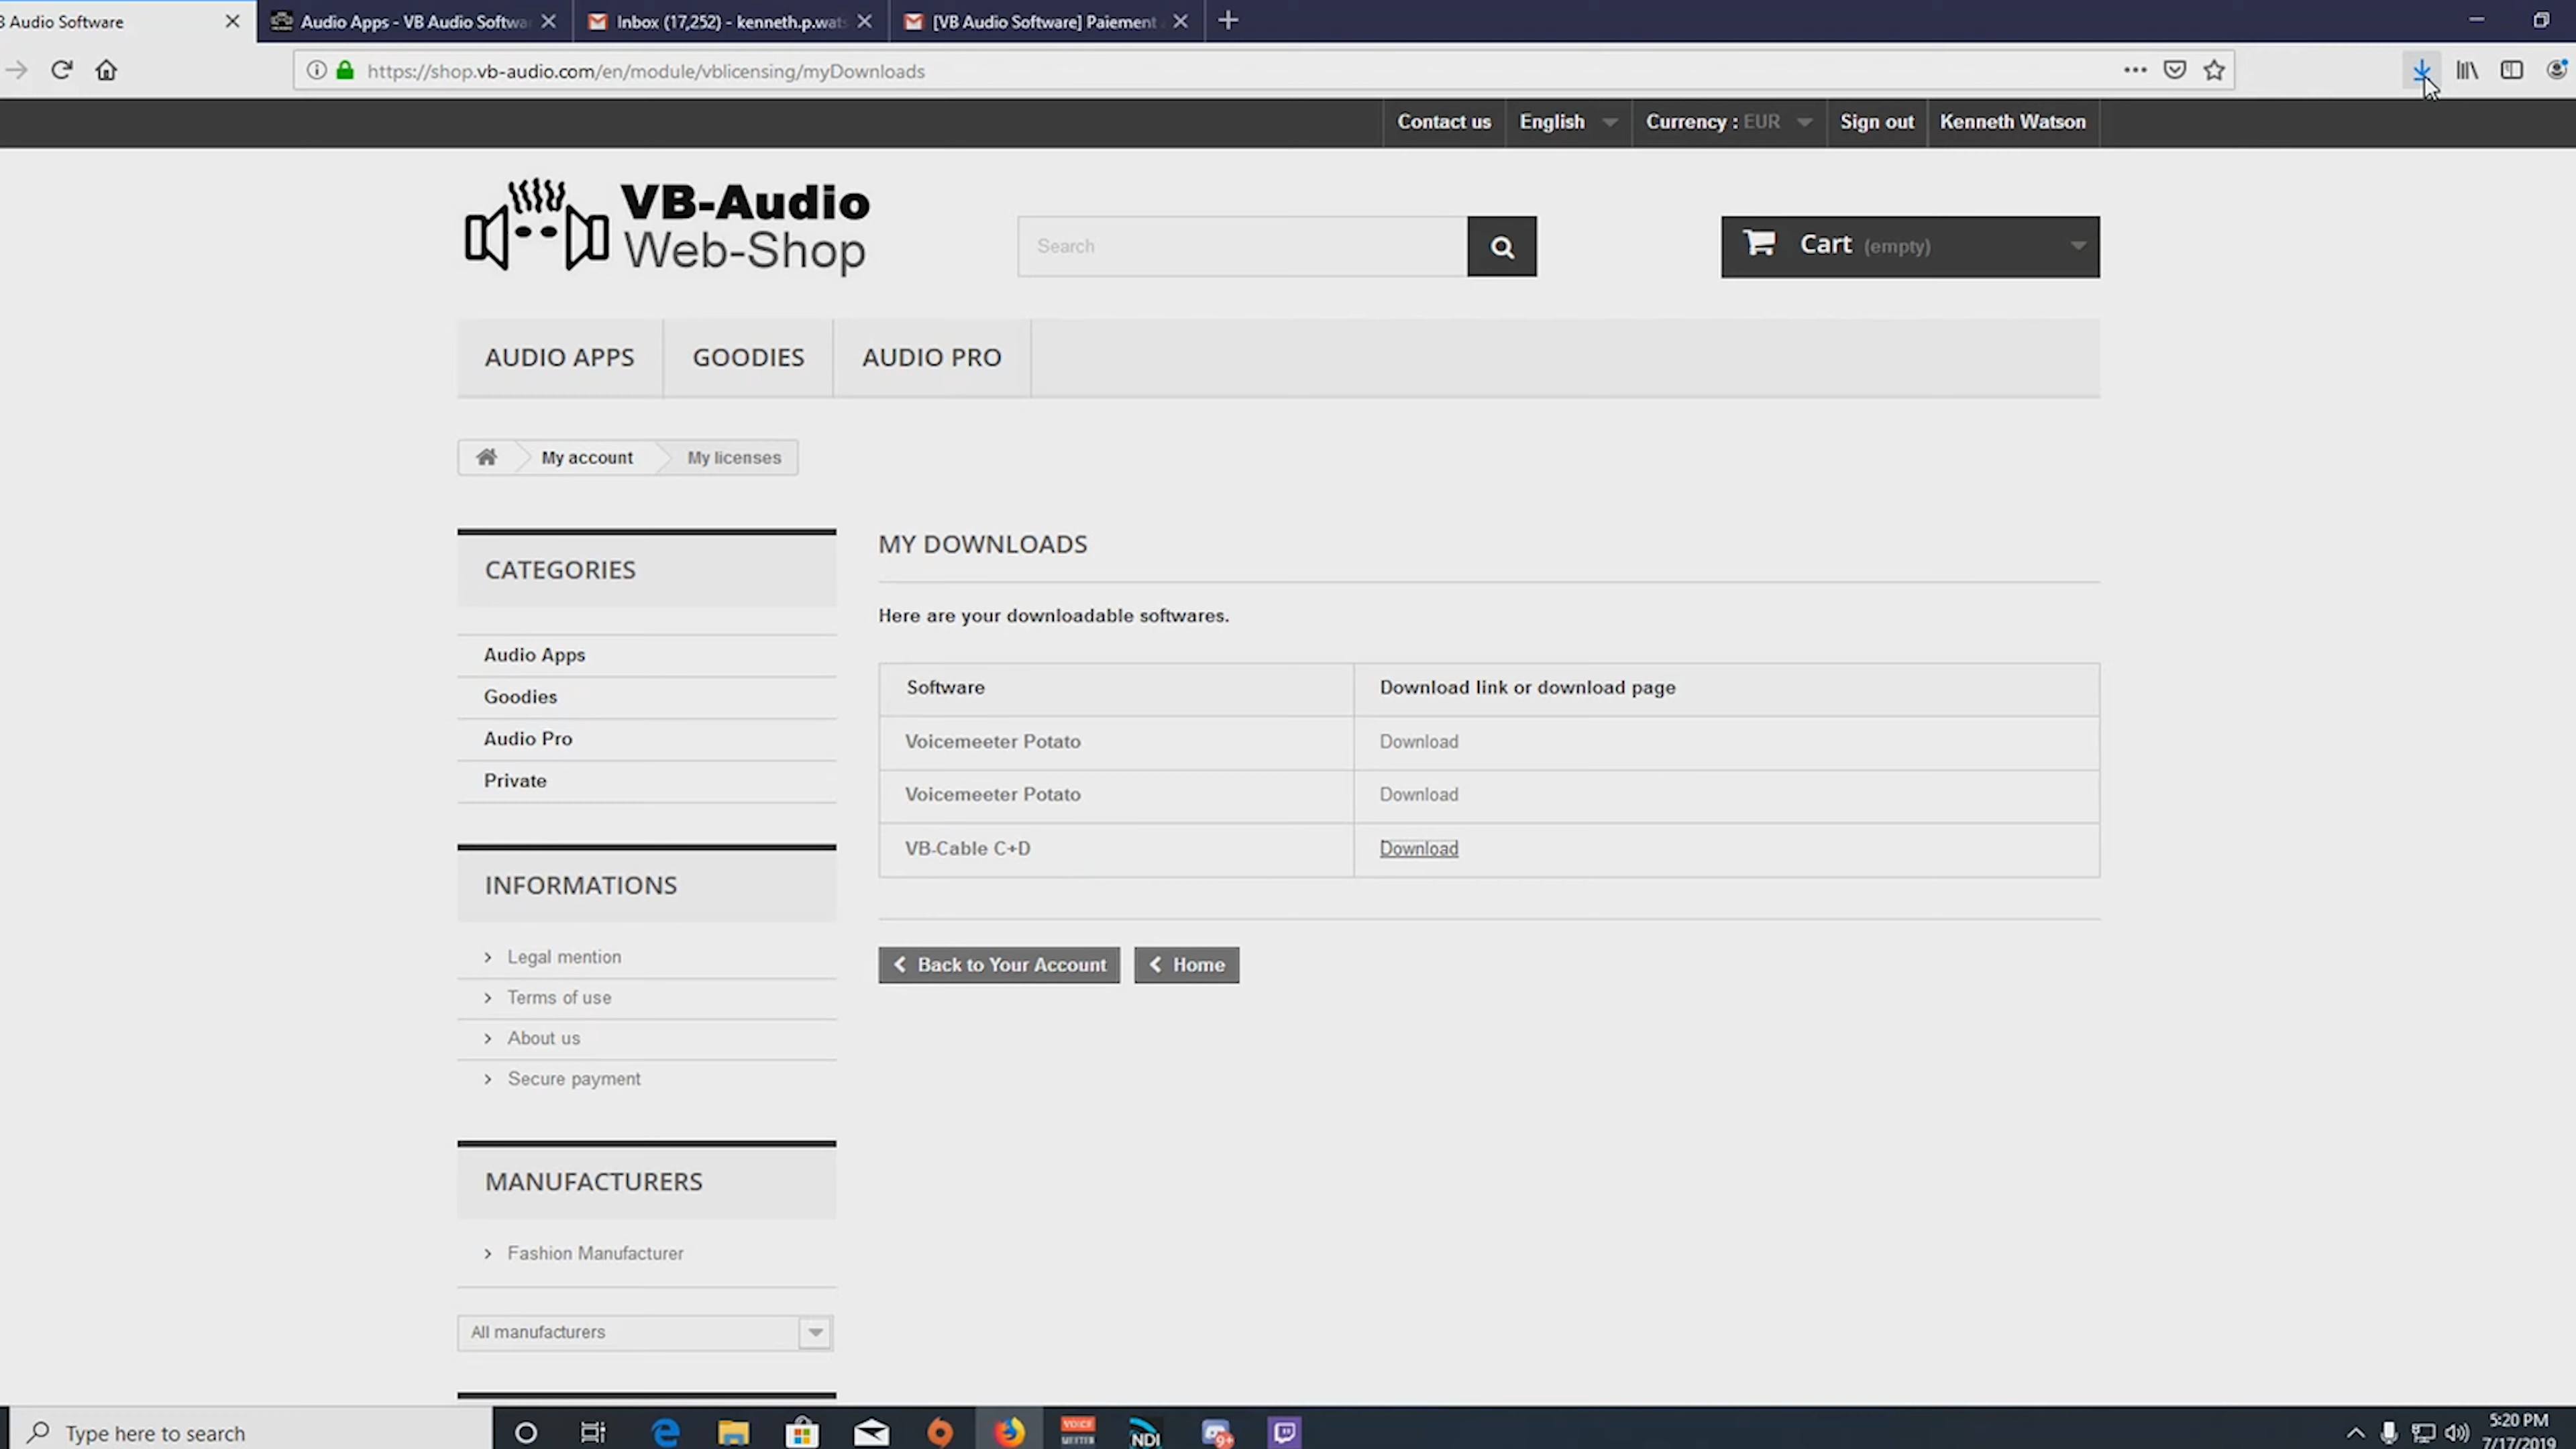 B Audio Software
Audio Apps - VB Audio Softwa
Inbox (17,252) - kenneth.p.wats
[VB Audio Software] Paiement
https://shop.vb-audio.com/en/module/vblicensing/myDownloads
Contact us
English
Currency : EUR
Sign out
Kenneth Watson
VB-Audio
Web-Shop
Search
Cart (empty)
AUDIO APPS
GOODIES
AUDIO PRO
My account
My licenses
CATEGORIES
Audio Apps
Goodies
Audio Pro
Private
INFORMATIONS
Legal mention
Terms of use
About us
Secure payment
MANUFACTURERS
Fashion Manufacturer
All manufacturers
MY DOWNLOADS
Here are your downloadable softwares.
Software Download link or download page
Voicemeeter Potato Download
Voicemeeter Potato Download
VB-Cable C+D Download
Back to Your Account
Home
Type here to search
VOICE
MEETER
NDI
9+
5:20 PM
7/17/2019